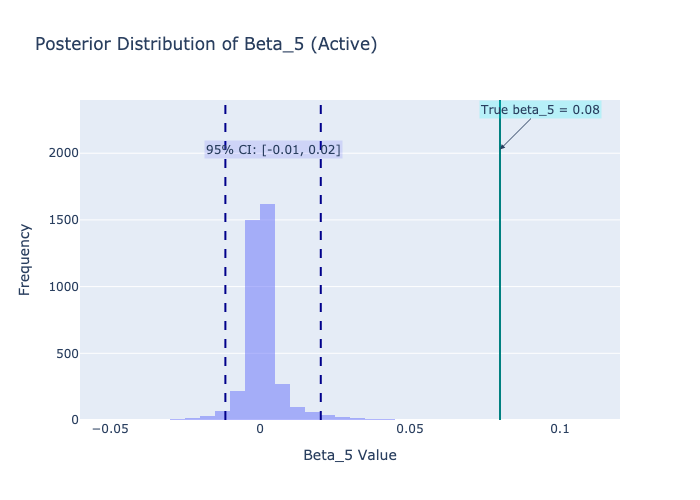 Posterior Distribution of Beta_5 (Active)
True beta_5 = 0.08
95% CI: [-0.01, 0.02]
2000
1500
1000
500
0
Frequency
−0.05
0
0.05
0.1
Beta_5 Value